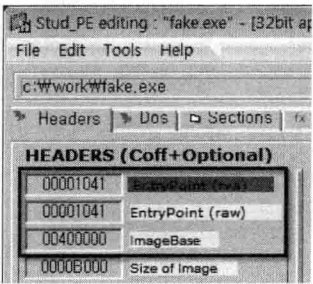 Stud_PE editing : "fake.exe" - [32bit ap
File Edit Tools Help
c:₩work₩fake.exe
Headers Dos Sections fx
HEADERS (Coff+Optional)
00001041 EntryPoint (rva)
00001041 EntryPoint (raw)
00400000 ImageBase
0000B000 Size of Image